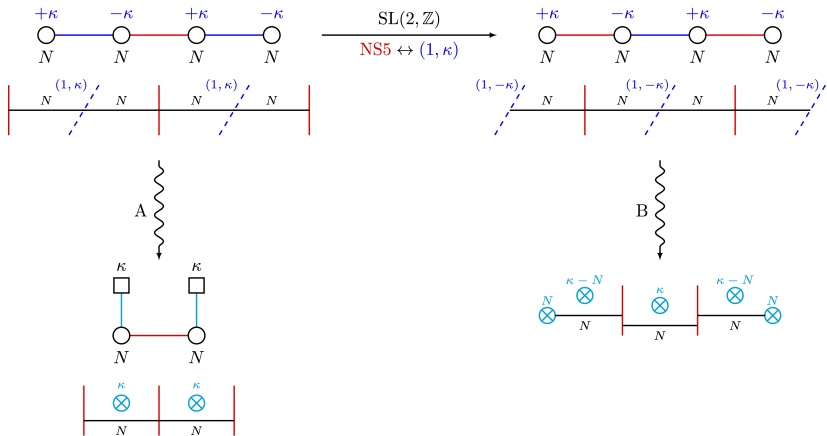 +κ −κ +κ −κ
N N N N
SL(2, ℤ)
NS5 ↔ (1, κ)
+κ −κ +κ −κ
N N N N
(1, κ) (1, κ)
N N N N
(1, −κ) (1, −κ) (1, −κ)
N N N N
A
B
κ κ
N N
κ κ
N N
κ − N κ − N
N κ N
N N N